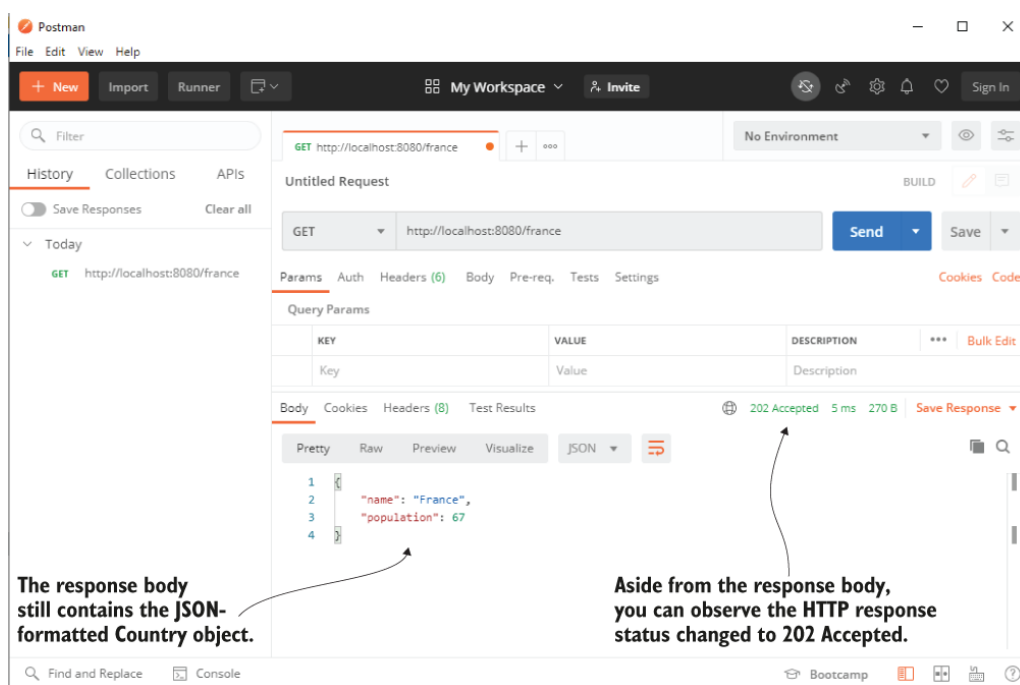 Postman
File Edit View Help
+ New Import Runner My Workspace Invite Sign In
Filter
GET http://localhost:8080/france
No Environment
History Collections APIs
Untitled Request
BUILD
Save Responses Clear all
GET http://localhost:8080/france Send Save
Today
GET http://localhost:8080/france
Params Auth Headers (6) Body Pre-req. Tests Settings Cookies Code
Query Params
KEY VALUE DESCRIPTION Bulk Edit
Key Value Description
Body Cookies Headers (8) Test Results 202 Accepted 5 ms 270 B Save Response
Pretty Raw Preview Visualize JSON
1 {
2 "name": "France",
3 "population": 67
4 }
The response body
still contains the JSON-
formatted Country object.
Aside from the response body,
you can observe the HTTP response
status changed to 202 Accepted.
Find and Replace Console Bootcamp